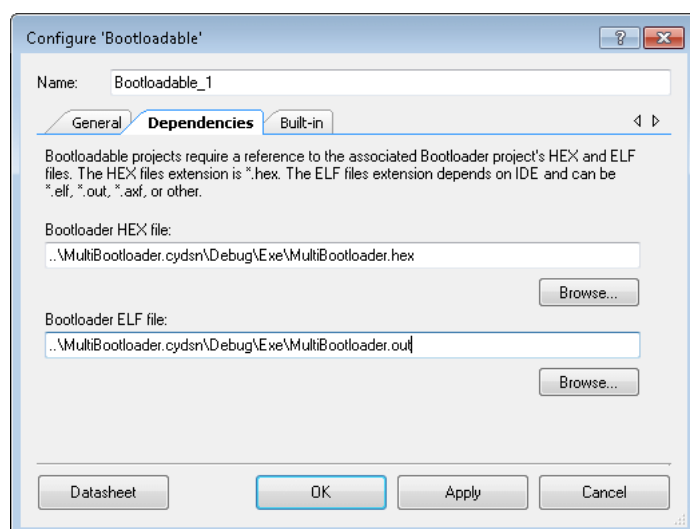 Configure 'Bootloadable'
Name: Bootloadable_1
General Dependencies Built-in
Bootloadable projects require a reference to the associated Bootloader project's HEX and ELF
files. The HEX files extension is *.hex. The ELF files extension depends on IDE and can be
*.elf, *.out, *.axf, or other.
Bootloader HEX file:
..\MultiBootloader.cydsn\Debug\Exe\MultiBootloader.hex
Browse...
Bootloader ELF file:
..\MultiBootloader.cydsn\Debug\Exe\MultiBootloader.out
Browse...
Datasheet OK Apply Cancel